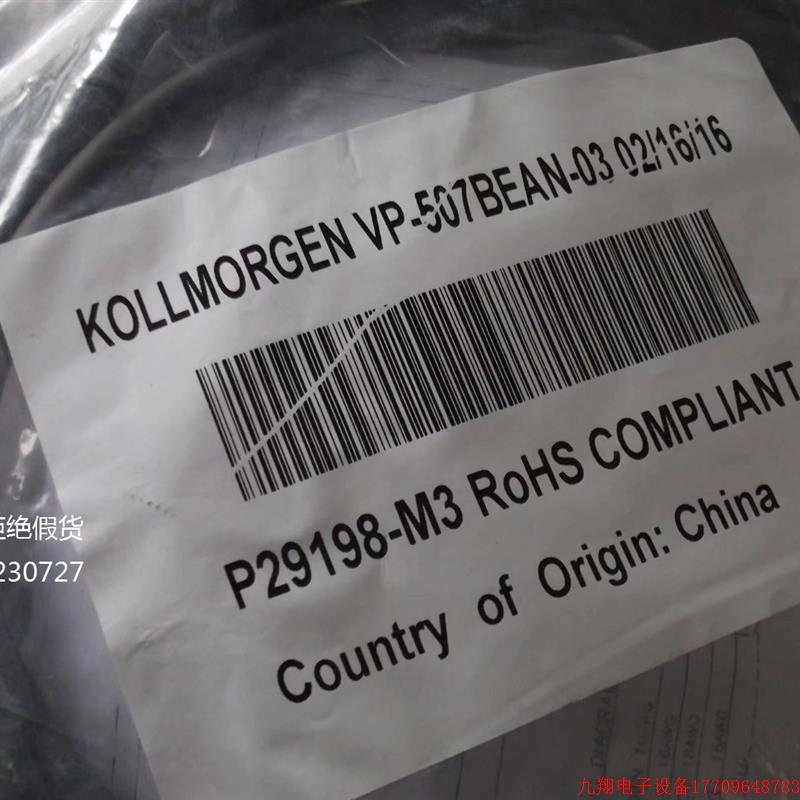 KOLLMORGEN VP-507BEAN-03 02/16/16
P29198-M3 RoHS COMPLIANT
Country of Origin: China
拒绝假货
230727
九翔电子设备17709648783